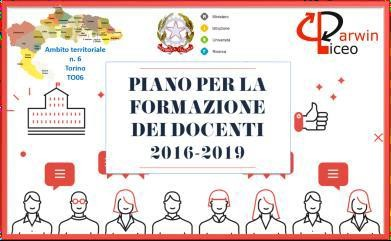 Ambito territoriale
n. 6
Torino
TO06
Ministero
Istruzione
Università
Ricerca
Darwin
Liceo
PIANO PER LA
FORMAZIONE
DEI DOCENTI
2016-2019